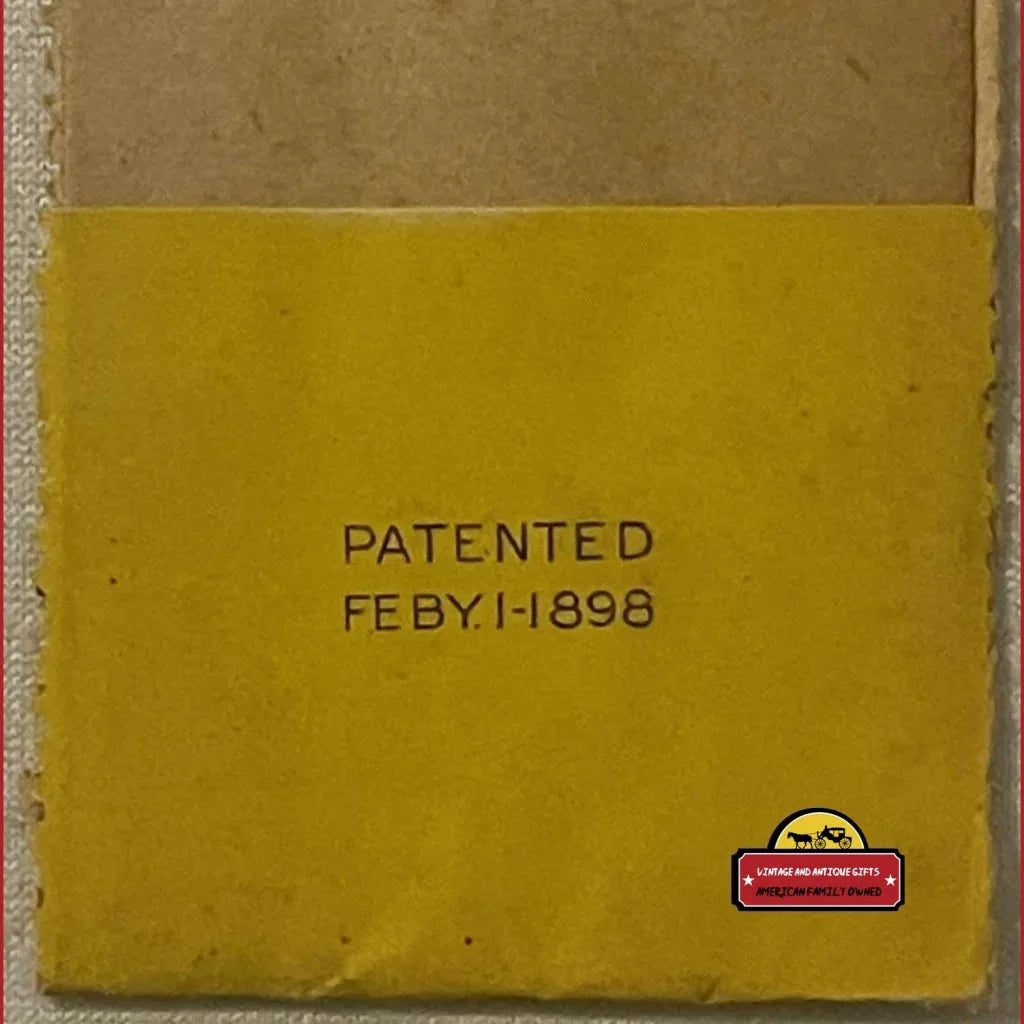 PATENTED
FEBY. 1-1898
VINTAGE AND ANTIQUE GIFTS
AMERICAN FAMILY OWNED